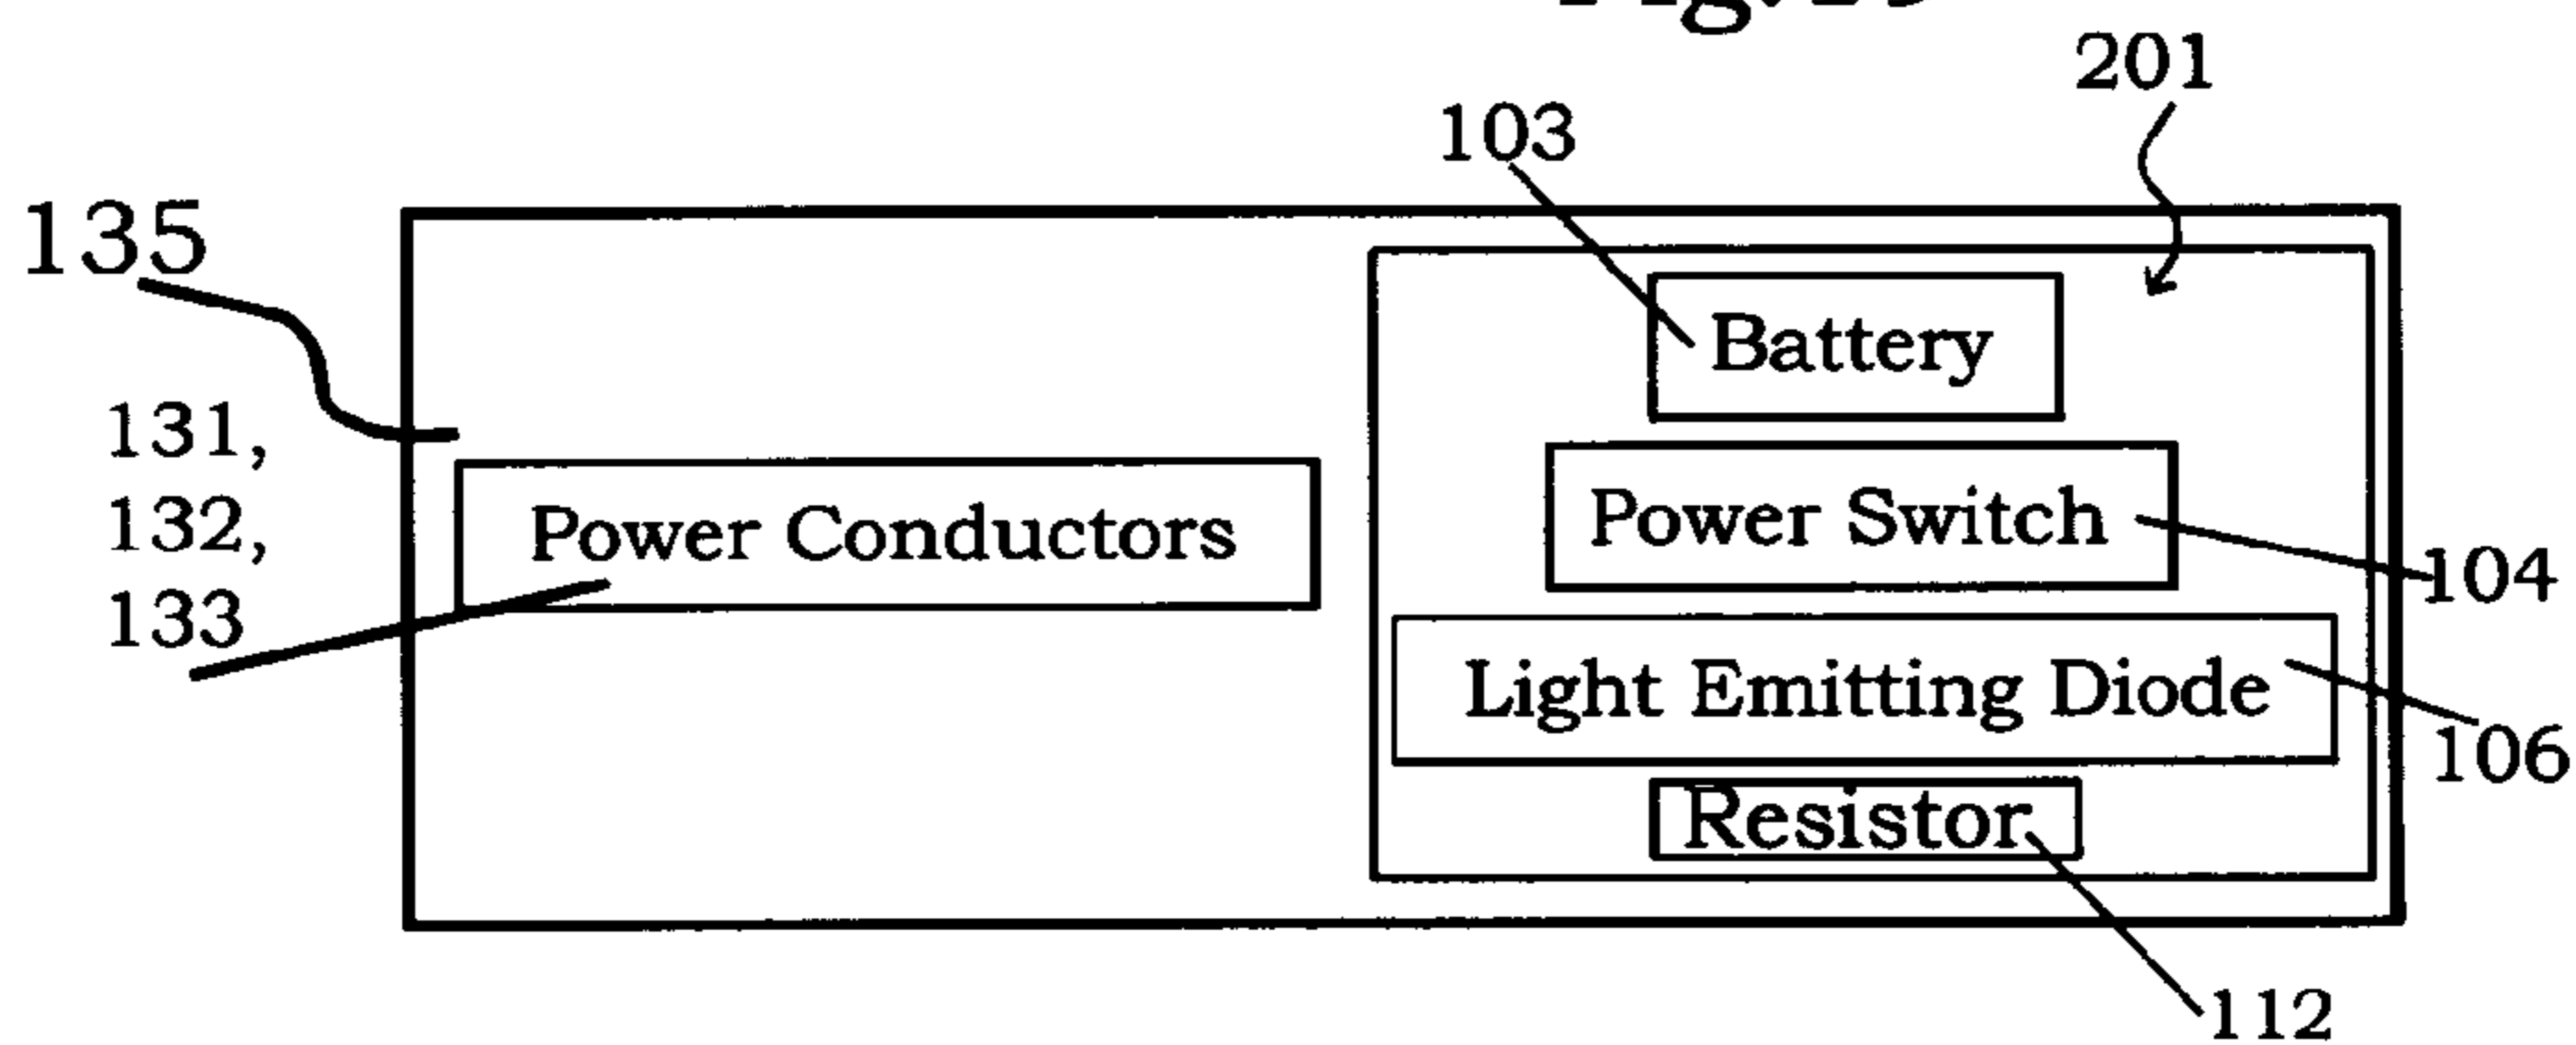 201
103
135
Battery
131,
132,
133
Power Conductors
Power Switch
104
Light Emitting Diode
106
Resistor
112